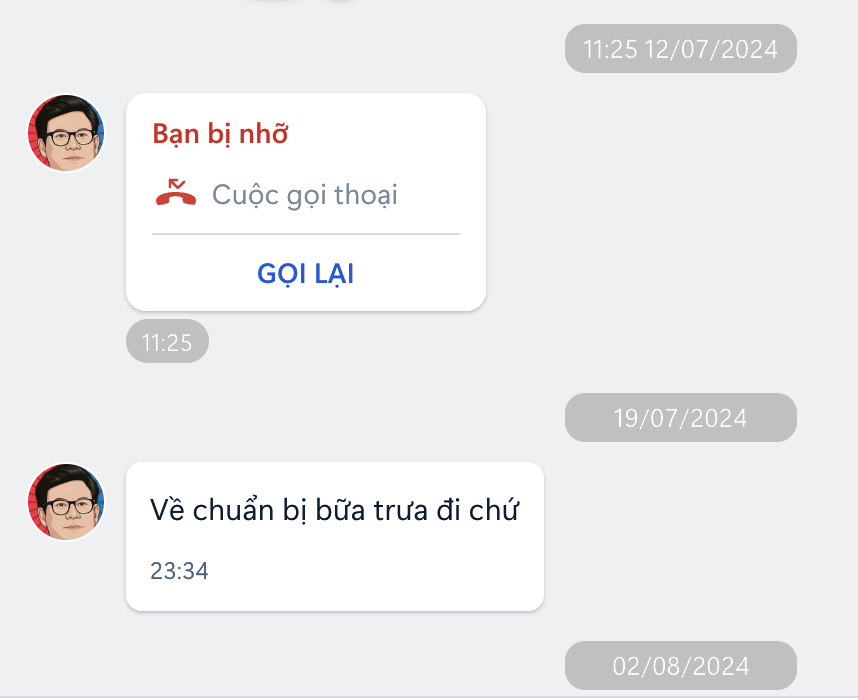 11:25 12/07/2024
Bạn bị nhỡ
Cuộc gọi thoại
GỌI LẠI
11:25
19/07/2024
Về chuẩn bị bữa trưa đi chứ
23:34
02/08/2024